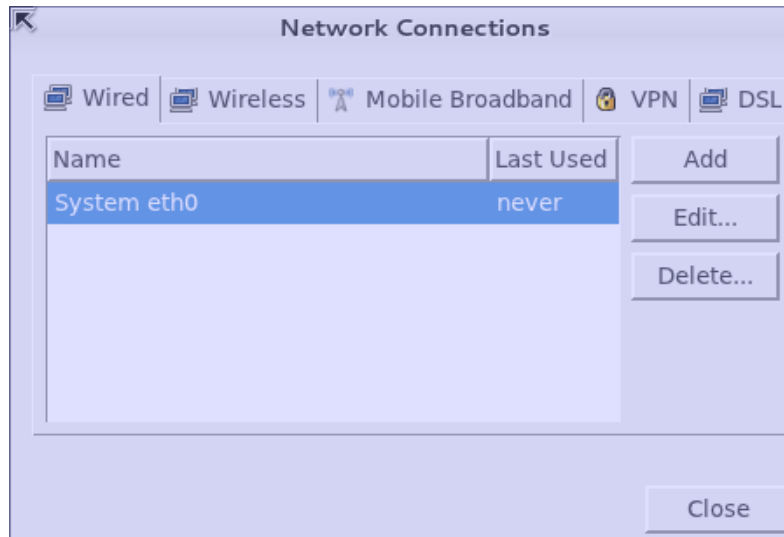 Network Connections
Wired Wireless Mobile Broadband VPN DSL
Name Last Used Add
System eth0 never
Edit...
Delete...
Close